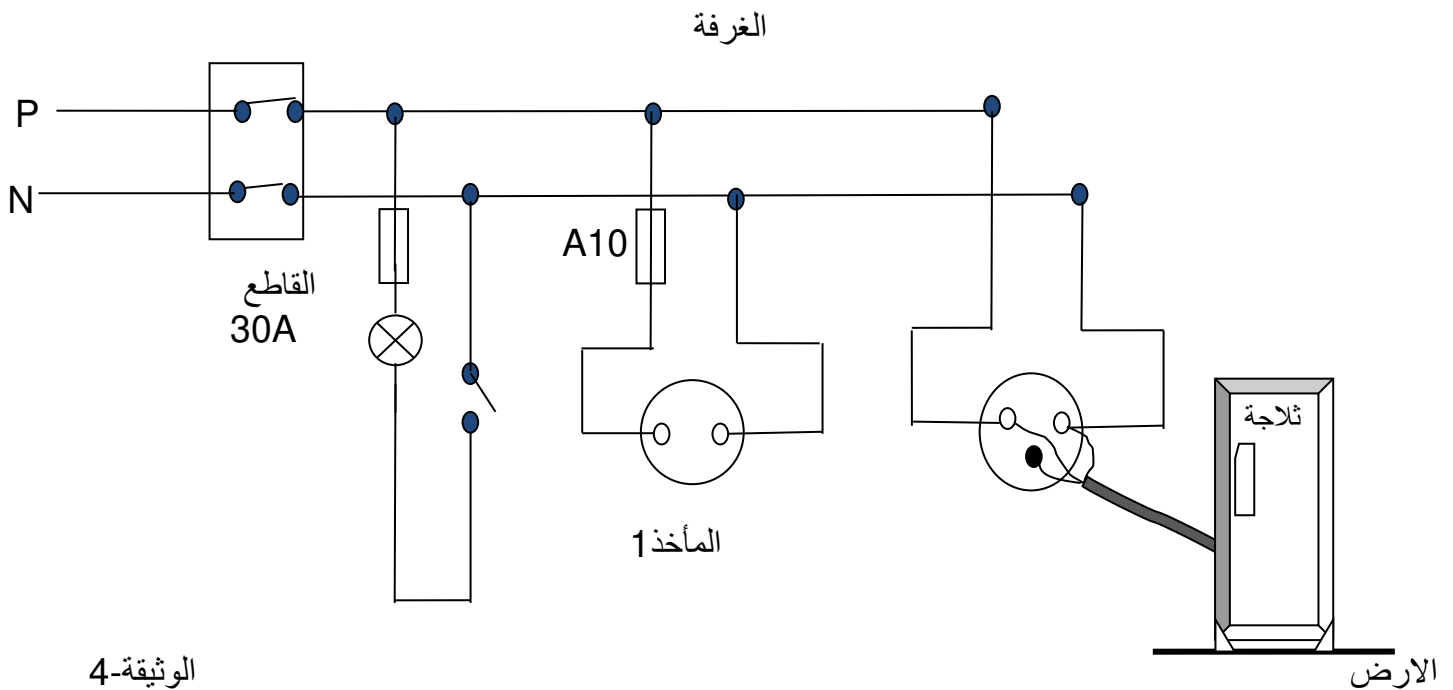 الغرفة
P
N
A10
القاطع
30A
ثلاجة
المأخذ1
الارض
الوثيقة-4